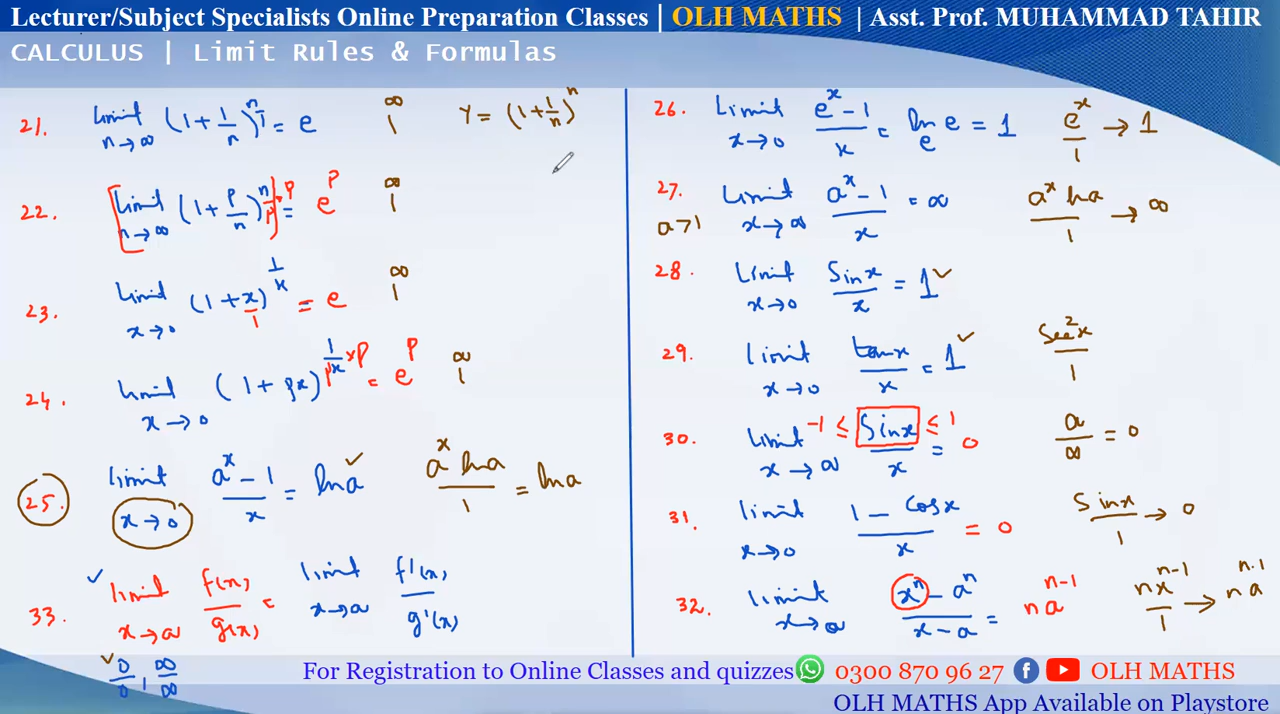 Lecturer/Subject Specialists Online Preparation Classes | OLH MATHS | Asst. Prof. MUHAMMAD TAHIR
CALCULUS | Limit Rules & Formulas
21. limit n→∞ (1 + 1/n)^n/1 = e 1^∞ Y = (1 + 1/n)^n
22. [limit n→∞ (1 + p/n)^n/p]^p = e^p 1^∞
23. limit x→0 (1 + x/1)^1/x = e 1^∞
24. limit x→0 (1 + px)^1/px × p = e^p 1^∞
25. limit x→0 a^x - 1 / x = ln a ✓ a^x ln a / 1 = ln a
33. ✓ limit x→a f(x)/g(x) = limit x→a f'(x)/g'(x)
✓ 0/0 , ∞/∞
26. limit x→0 e^x - 1 / x = ln_e e = 1 e^x/1 → 1
27. limit x→∞ a^x - 1 / x = ∞ a^x ln a / 1 → ∞
a>1
28. limit x→0 Sin x / x = 1 ✓
29. limit x→0 tan x / x = 1 ✓ Sec²x / 1
30. limit x→∞ -1 ≤ Sin x ≤ 1 / x = 0 a/∞ = 0
31. limit x→0 1 - cos x / x = 0 Sin x / 1 → 0
32. limit x→a x^n - a^n / x - a = n a^n-1 n x^n-1 / 1 → n a^n-1
For Registration to Online Classes and quizzes 0300 870 96 27 OLH MATHS
OLH MATHS App Available on Playstore